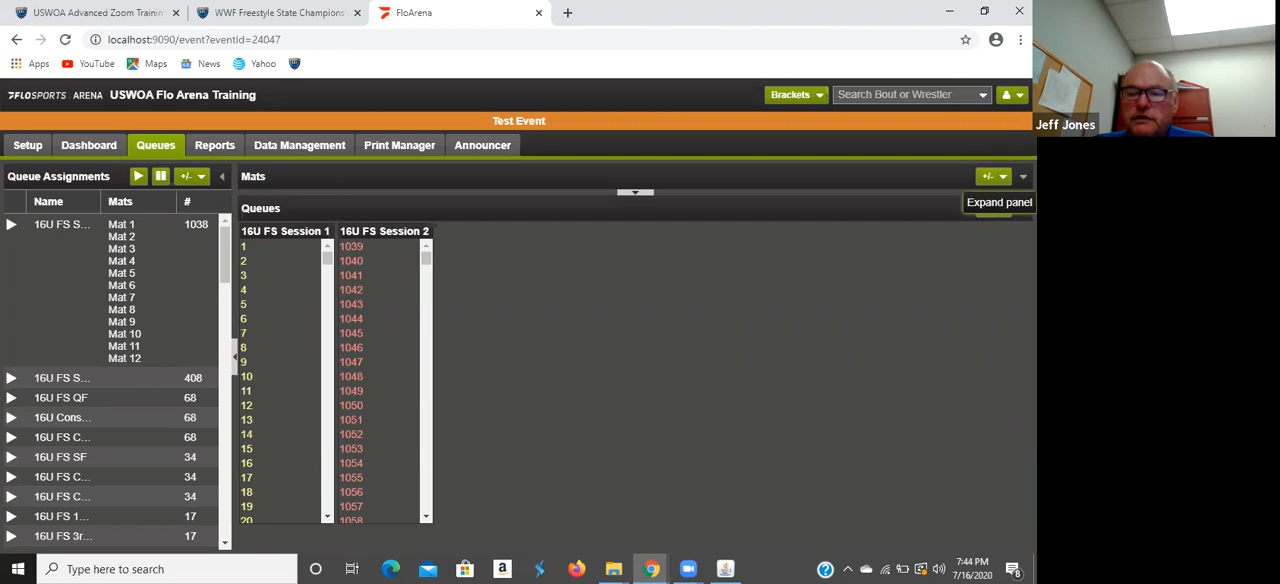 USWOA Advanced Zoom Trainin
WWF Freestyle State Champions
FloArena
localhost:9090/event?eventId=24047
Apps YouTube Maps News Yahoo
FLOSPORTS ARENA USWOA Flo Arena Training
Brackets Search Bout or Wrestler
Test Event
Setup Dashboard Queues Reports Data Management Print Manager Announcer
Queue Assignments +/-
Mats +/-
Expand panel
Name Mats #
Queues
16U FS Session 1 16U FS Session 2
16U FS S... Mat 1 1038
Mat 2
Mat 3
Mat 4
Mat 5
Mat 6
Mat 7
Mat 8
Mat 9
Mat 10
Mat 11
Mat 12
16U FS S... 408
16U FS QF 68
16U Cons... 68
16U FS C... 68
16U FS SF 34
16U FS C... 34
16U FS C... 34
16U FS 1... 17
16U FS 3r... 17
1 1039
2 1040
3 1041
4 1042
5 1043
6 1044
7 1045
8 1046
9 1047
10 1048
11 1049
12 1050
13 1051
14 1052
15 1053
16 1054
17 1055
18 1056
19 1057
20 1058
Jeff Jones
Type here to search
7:44 PM
7/16/2020
8